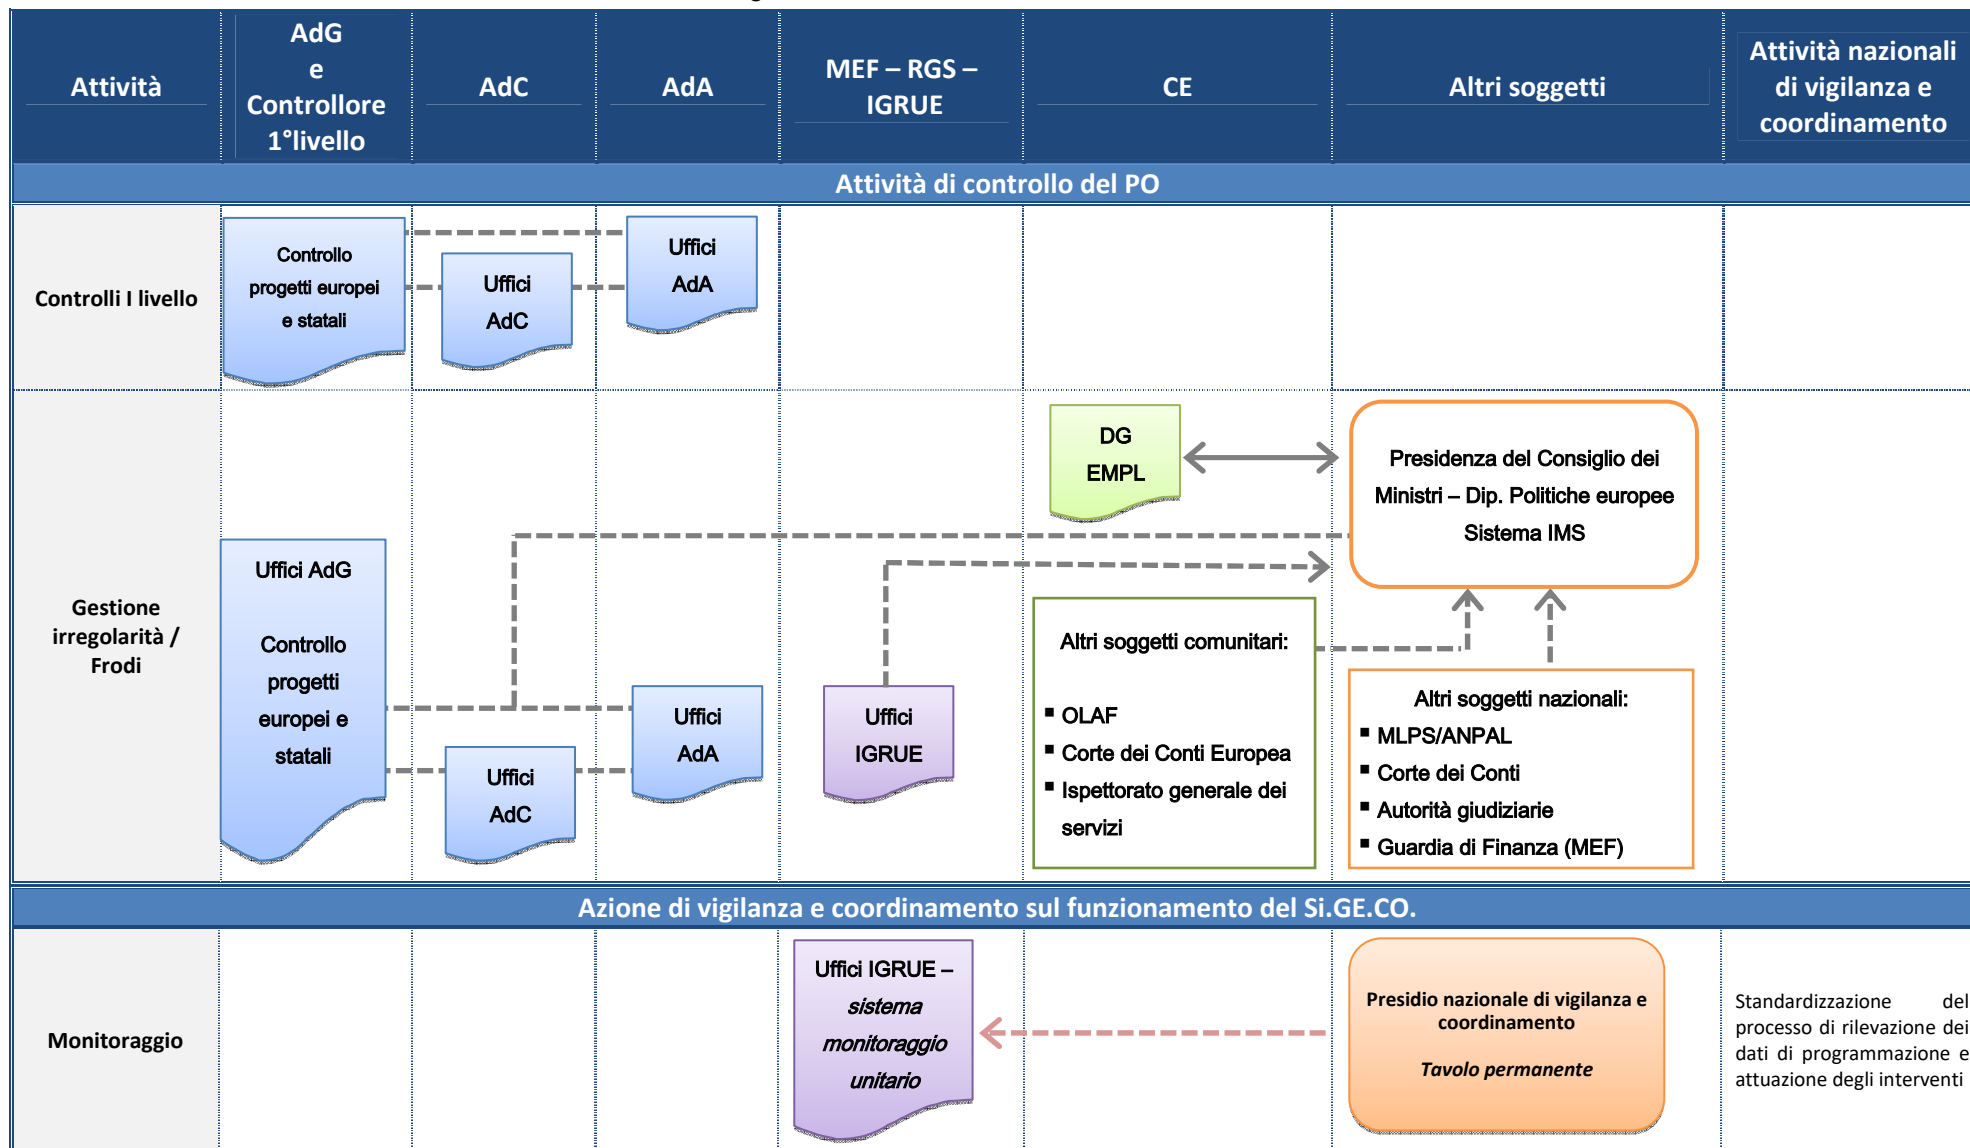 Attività
AdG
e
Controllore
1°livello
AdC
AdA
MEF – RGS –
IGRUE
CE
Altri soggetti
Attività nazionali
di vigilanza e
coordinamento
Attività di controllo del PO
Controlli I livello
Controllo
progetti europei
e statali
Uffici
AdC
Uffici
AdA
Gestione
irregolarità /
Frodi
Uffici AdG
Controllo
progetti
europei e
statali
Uffici
AdC
Uffici
AdA
Uffici
IGRUE
DG
EMPL
Altri soggetti comunitari:
▪ OLAF
▪ Corte dei Conti Europea
▪ Ispettorato generale dei
servizi
Presidenza del Consiglio dei
Ministri – Dip. Politiche europee
Sistema IMS
Altri soggetti nazionali:
▪ MLPS/ANPAL
▪ Corte dei Conti
▪ Autorità giudiziarie
▪ Guardia di Finanza (MEF)
Azione di vigilanza e coordinamento sul funzionamento del Si.GE.CO.
Monitoraggio
Uffici IGRUE –
sistema
monitoraggio
unitario
Presidio nazionale di vigilanza e
coordinamento
Tavolo permanente
Standardizzazione del
processo di rilevazione dei
dati di programmazione e
attuazione degli interventi